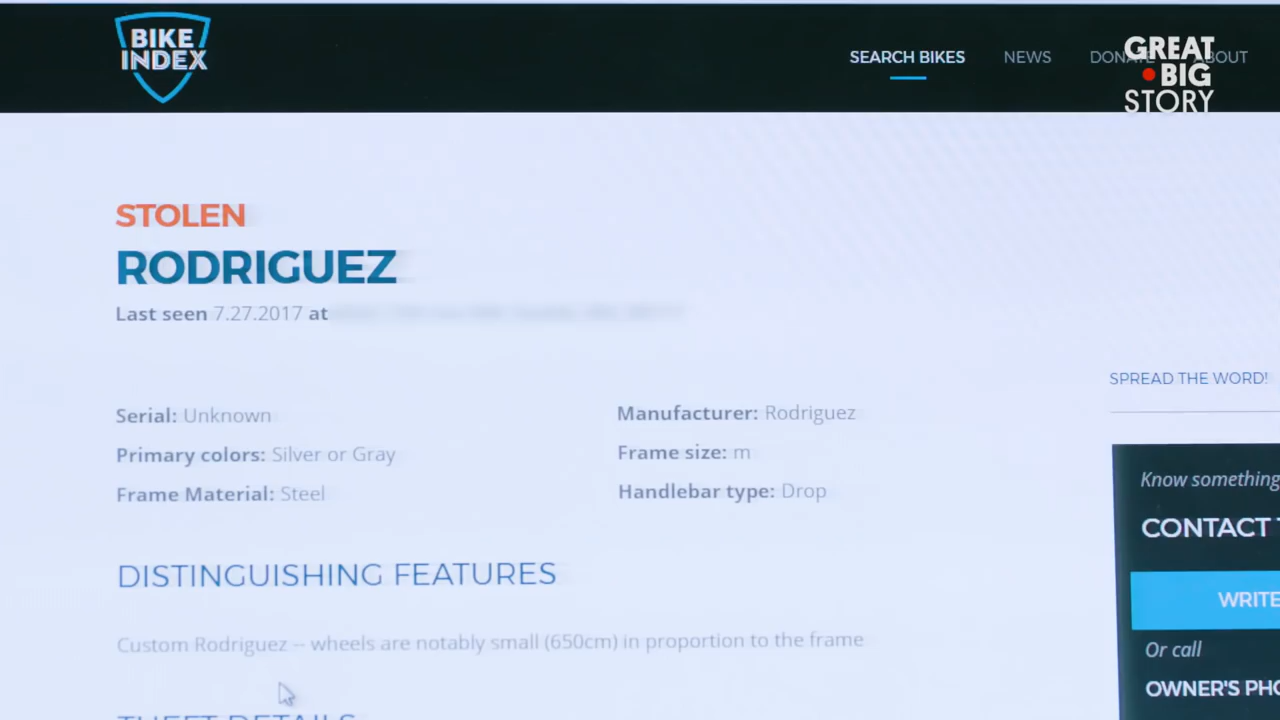 BIKE
INDEX
SEARCH BIKES
NEWS
DONATE
ABOUT
GREAT
BIG
STORY
STOLEN
RODRIGUEZ
Last seen 7.27.2017 at
Serial: Unknown
Manufacturer: Rodriguez
Primary colors: Silver or Gray
Frame size: m
Frame Material: Steel
Handlebar type: Drop
SPREAD THE WORD!
Know something
CONTACT
WRITE
Or call
OWNER'S PHO
DISTINGUISHING FEATURES
Custom Rodriguez -- wheels are notably small (650cm) in proportion to the frame
THEFT DETAILS